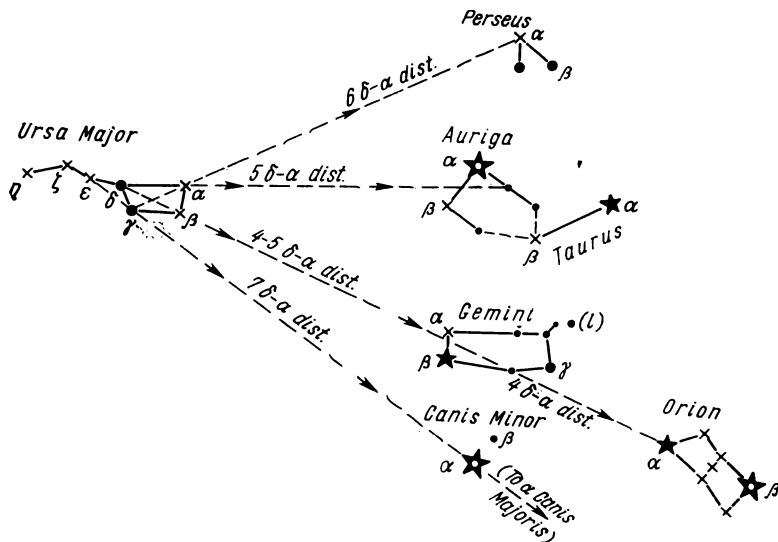 Perseus
α
β
6 δ-α dist.
Ursa Major
Auriga
α
5 δ-α dist.
η
ζ
ε
δ
α
β
γ
β
α
β
Taurus
4-5 δ-α dist.
7 δ-α dist.
α
Gemini
(l)
β
γ
4 δ-α dist.
Orion
Canis Minor
β
α
α
β
(To α Canis
Majoris)